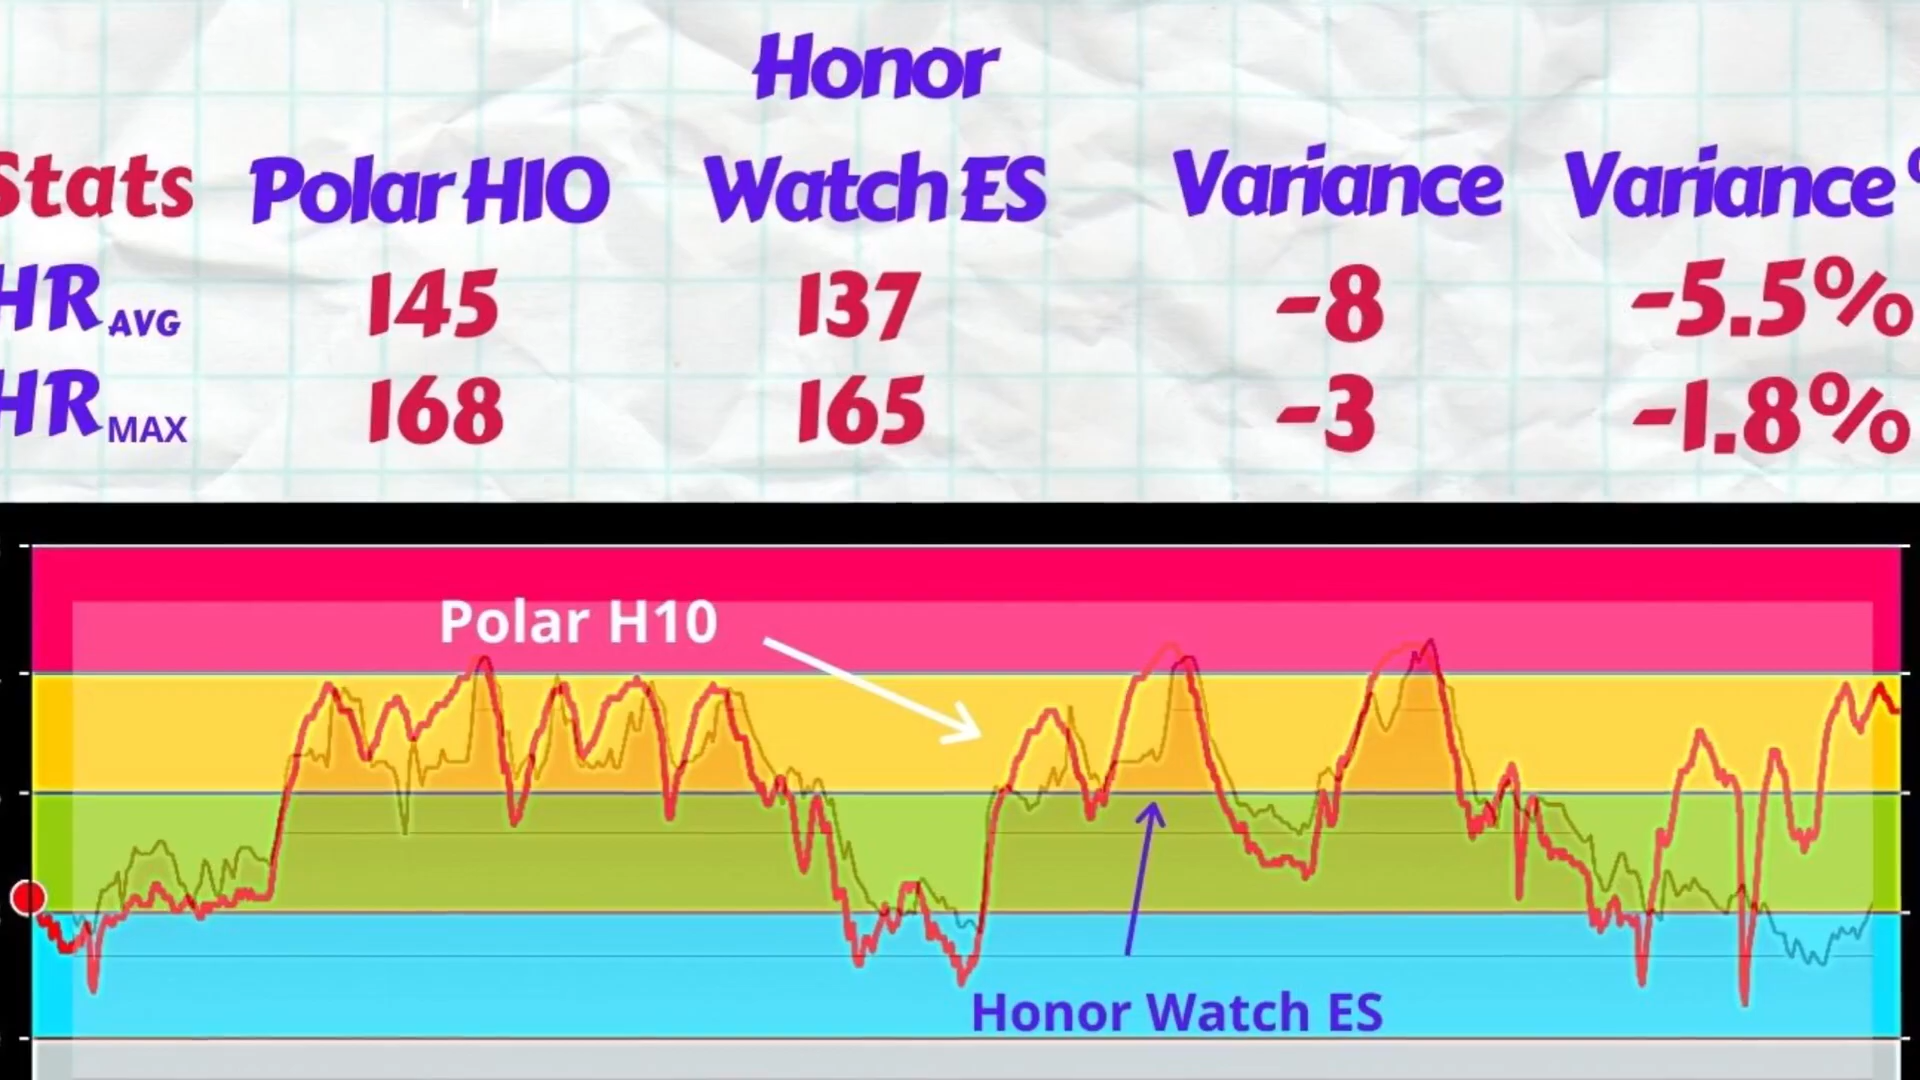 Honor
Stats Polar H10 Watch ES Variance Variance %
HR AVG 145 137 -8 -5.5%
HR MAX 168 165 -3 -1.8%
Polar H10
Honor Watch ES